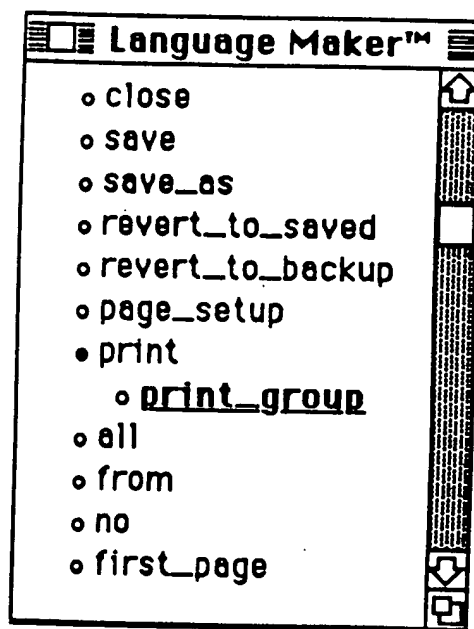 Language Maker™
close
save
save_as
revert_to_saved
revert_to_backup
page_setup
print
print_group
all
from
no
first_page